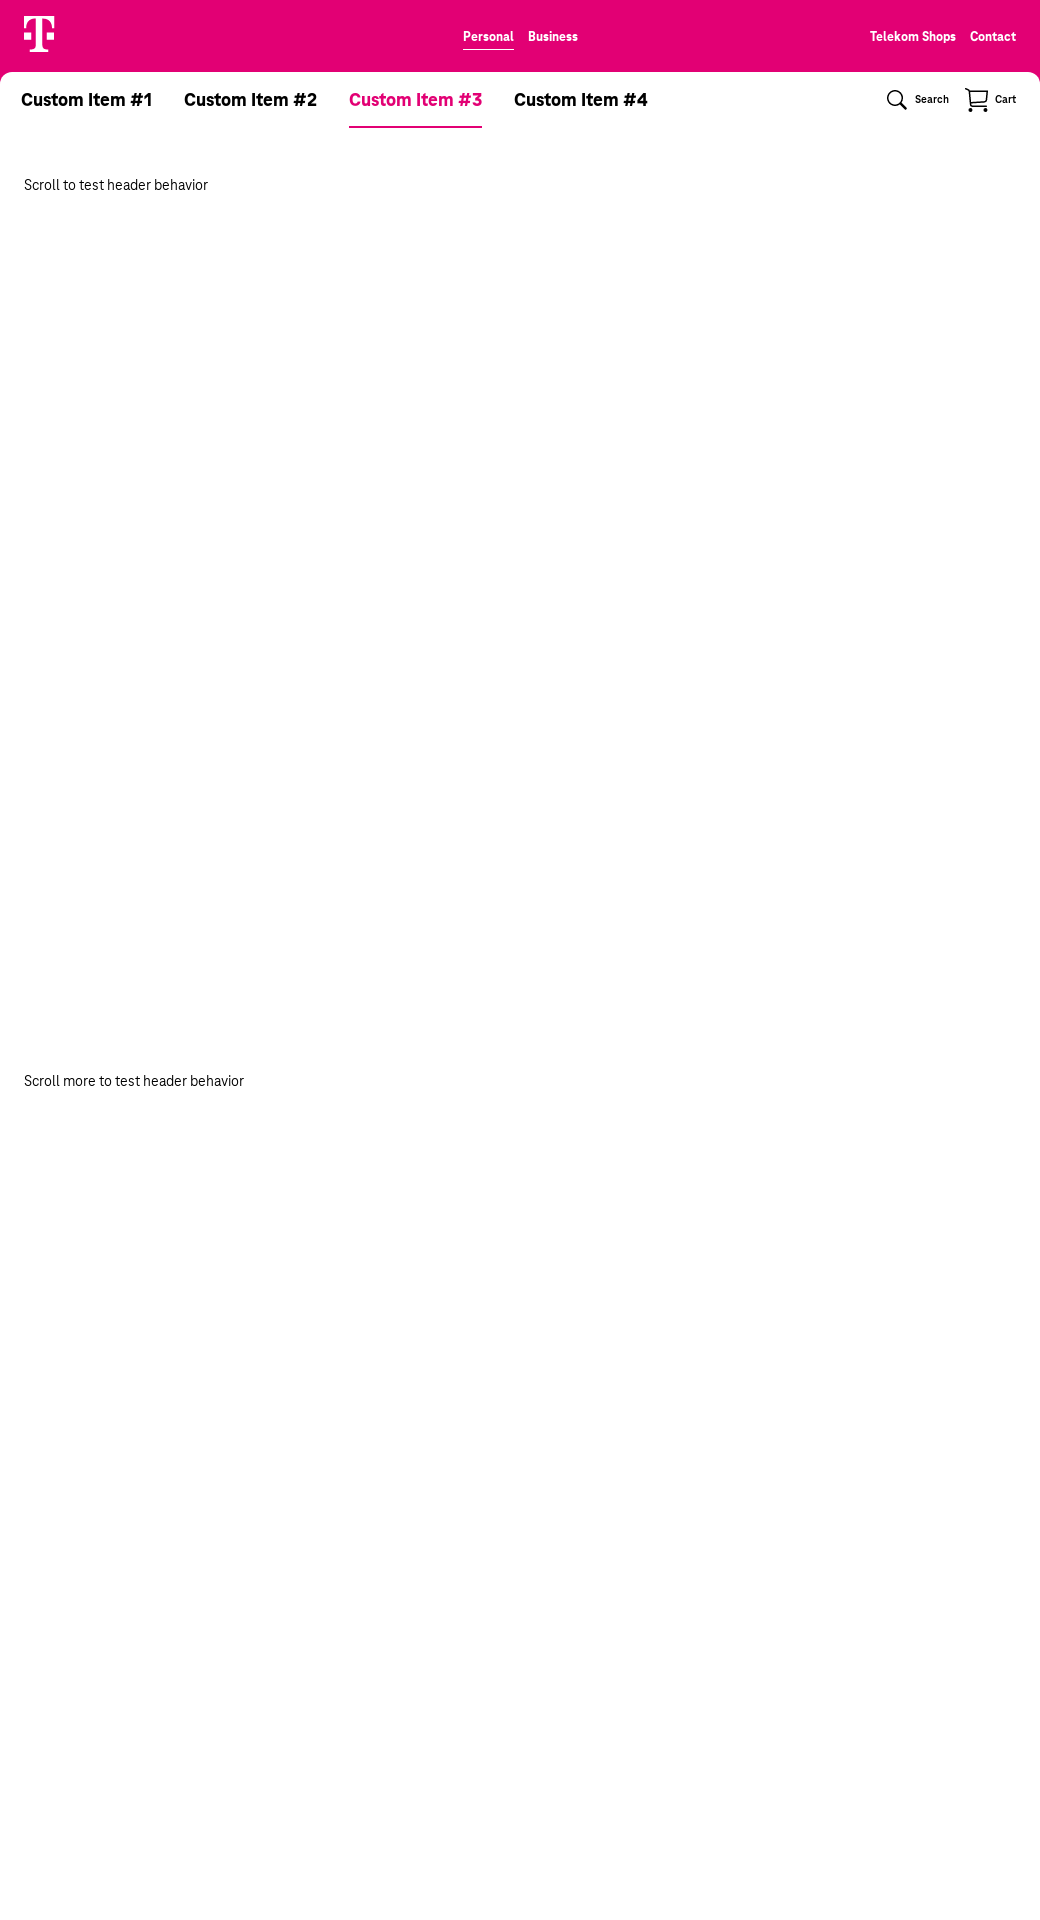 T
Personal Business
Telekom Shops Contact
Custom Item #1 Custom Item #2 Custom Item #3 Custom Item #4
Search Cart
Scroll to test header behavior
Scroll more to test header behavior